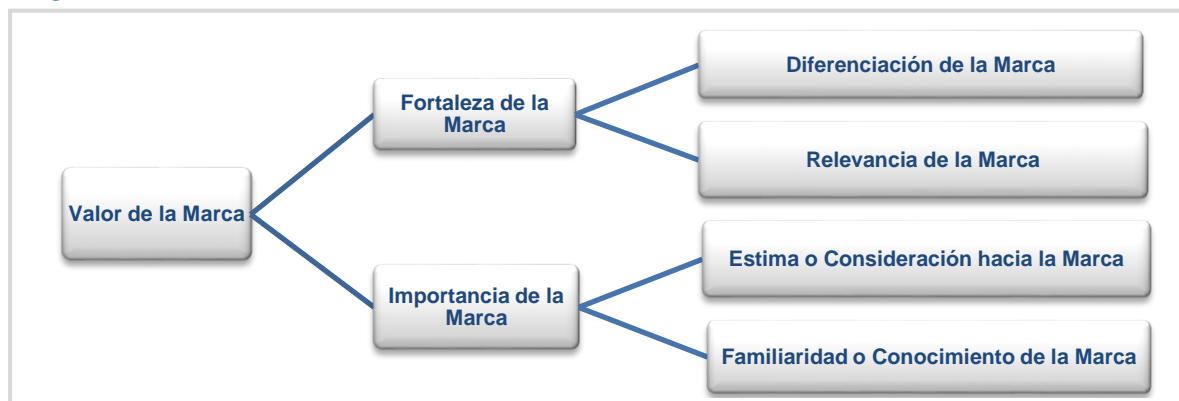 Valor de la Marca
Fortaleza de la
Marca
Importancia de la
Marca
Diferenciación de la Marca
Relevancia de la Marca
Estima o Consideración hacia la Marca
Familiaridad o Conocimiento de la Marca